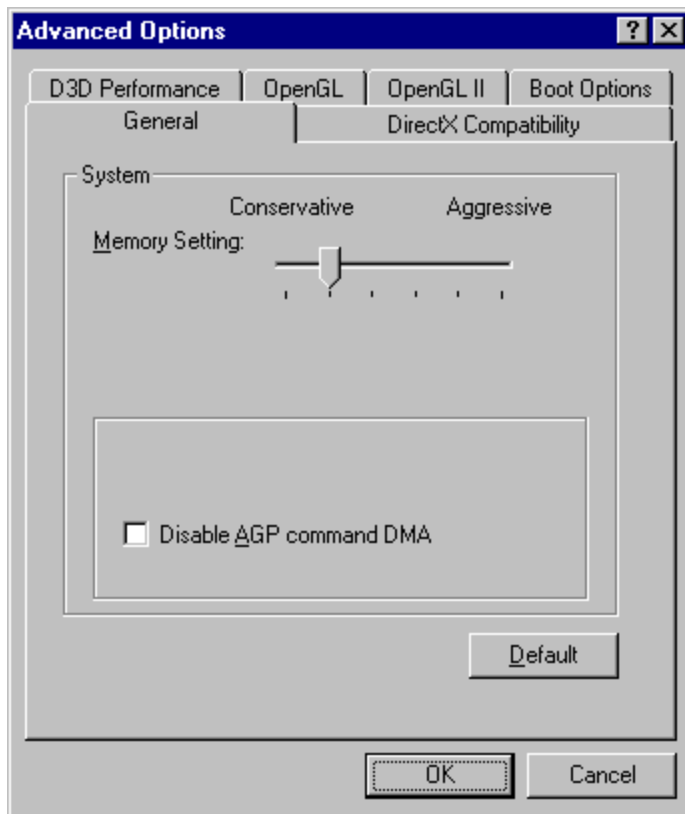 Advanced Options
D3D Performance OpenGL OpenGL II Boot Options
General DirectX Compatibility
System
Conservative Aggressive
Memory Setting:
Disable AGP command DMA
Default
OK Cancel